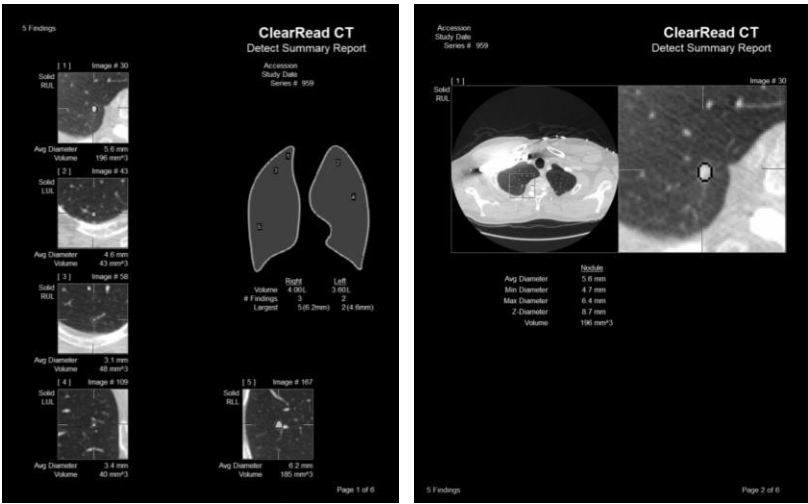 5 Findings
ClearRead CT
Detect Summary Report
Accession
Study Date
Series # 959
[ 1 ] Image # 30
Solid
RUL
Avg Diameter 5.6 mm
Volume 196 mm^3
[ 2 ] Image # 43
Solid
LUL
Avg Diameter 4.6 mm
Volume 43 mm^3
[ 3 ] Image # 58
Solid
RUL
Avg Diameter 3.1 mm
Volume 48 mm^3
[ 4 ] Image # 109
Solid
LUL
Avg Diameter 3.4 mm
Volume 40 mm^3
Right Left
Volume 4.00L 3.60L
# Findings 3 2
Largest 5(6.2mm) 2(4.6mm)
[ 5 ] Image # 167
Solid
RLL
Avg Diameter 6.2 mm
Volume 185 mm^3
Page 1 of 6
Accession
Study Date
Series # 959
ClearRead CT
Detect Summary Report
[ 1 ] Image # 30
Solid
RUL
Nodule
Avg Diameter 5.6 mm
Min Diameter 4.7 mm
Max Diameter 6.4 mm
Z-Diameter 8.7 mm
Volume 196 mm^3
5 Findings
Page 2 of 6